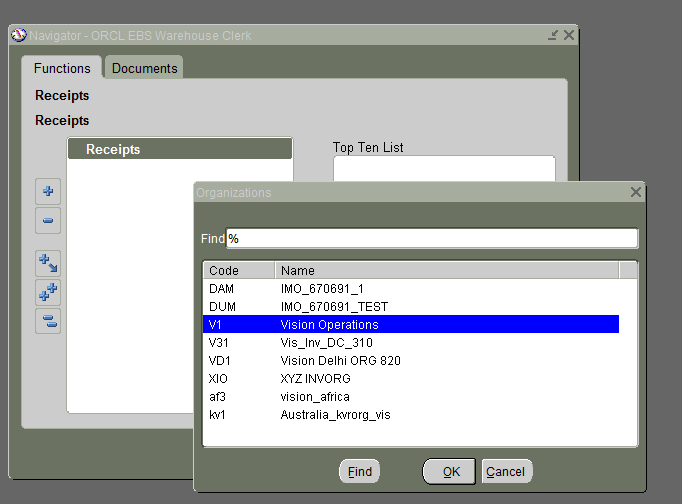 Navigator - ORCL EBS Warehouse Clerk
Functions Documents
Receipts
Receipts
Receipts
Top Ten List
Organizations
Find %
Code Name
DAM IMO_670691_1
DUM IMO_670691_TEST
V1 Vision Operations
V31 Vis_Inv_DC_310
VD1 Vision Delhi ORG 820
XIO XYZ INVORG
af3 vision_africa
kv1 Australia_kvrorg_vis
Find OK Cancel